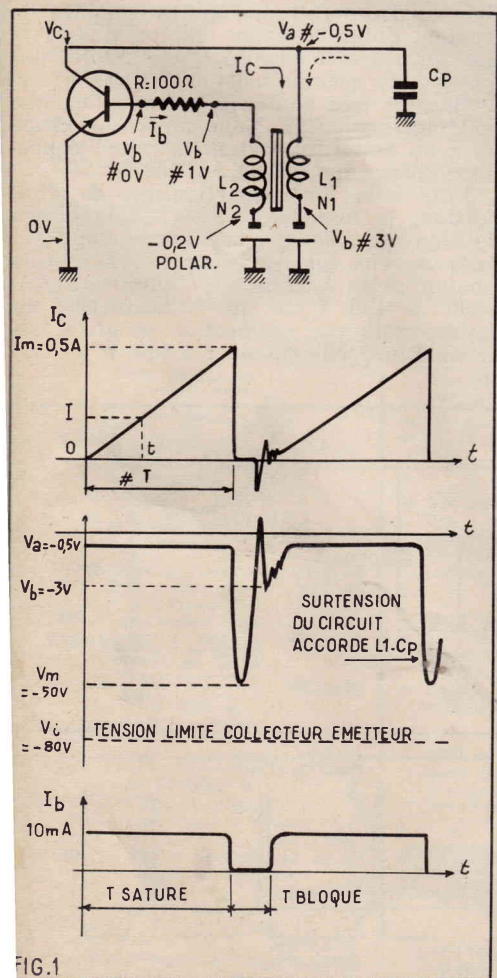 VC₁
Va # -0,5V
R=100Ω
IC
CP
Ib
Vb
# 0V
Vb
# 1V
L2
N2
L1
N1
0V
-0,2V
POLAR.
Vb # 3V
IC
Im=0,5A
I
0
t
t
# T
t
Va=-0,5V
Vb=-3V
SURTENSION
DU CIRCUIT
ACCORDE L1-Cp
Vm
=-50V
Vi
=-80V
TENSION LIMITE COLLECTEUR EMETTEUR
Ib
10mA
t
T SATURE
T BLOQUE
FIG.1